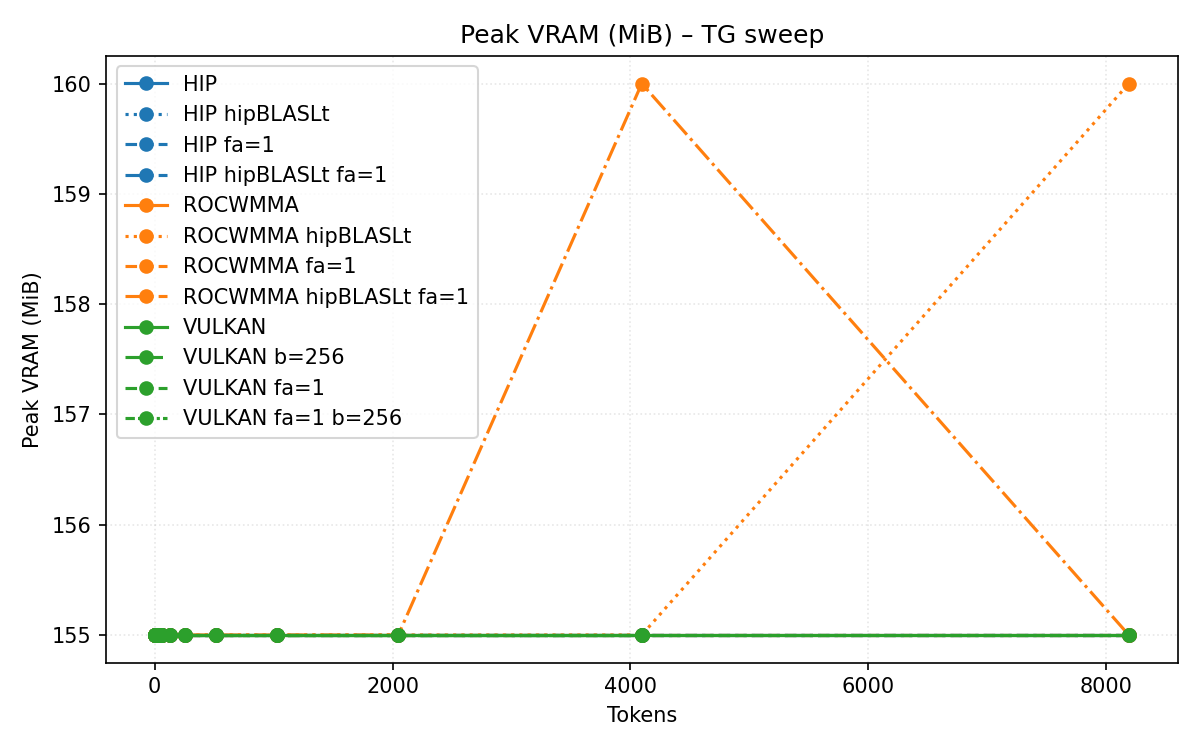 Peak VRAM (MiB) – TG sweep
HIP
HIP hipBLASLt
HIP fa=1
HIP hipBLASLt fa=1
ROCWMMA
ROCWMMA hipBLASLt
ROCWMMA fa=1
ROCWMMA hipBLASLt fa=1
VULKAN
VULKAN b=256
VULKAN fa=1
VULKAN fa=1 b=256
Peak VRAM (MiB)
160
159
158
157
156
155
0 2000 4000 6000 8000
Tokens